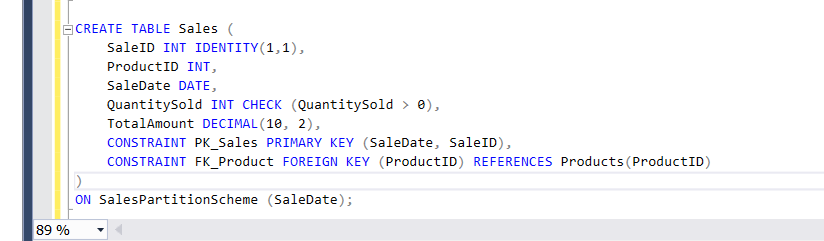 CREATE TABLE Sales (
    SaleID INT IDENTITY(1,1),
    ProductID INT,
    SaleDate DATE,
    QuantitySold INT CHECK (QuantitySold > 0),
    TotalAmount DECIMAL(10, 2),
    CONSTRAINT PK_Sales PRIMARY KEY (SaleDate, SaleID),
    CONSTRAINT FK_Product FOREIGN KEY (ProductID) REFERENCES Products(ProductID)
)
ON SalesPartitionScheme (SaleDate);
89 %